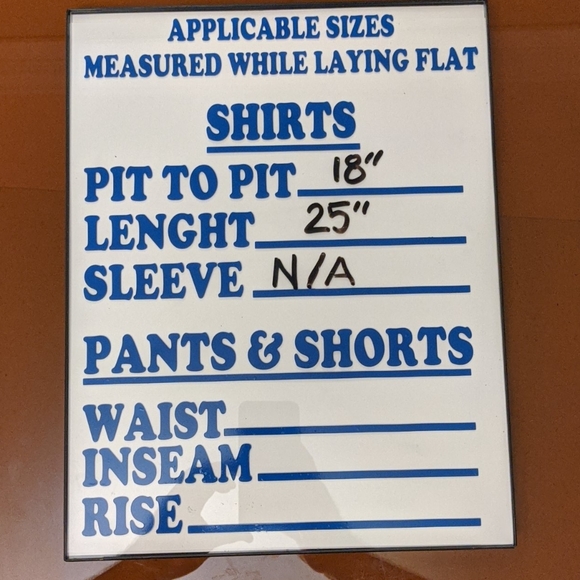 APPLICABLE SIZES
MEASURED WHILE LAYING FLAT
SHIRTS
PIT TO PIT 18"
LENGHT 25"
SLEEVE N/A
PANTS & SHORTS
WAIST
INSEAM
RISE